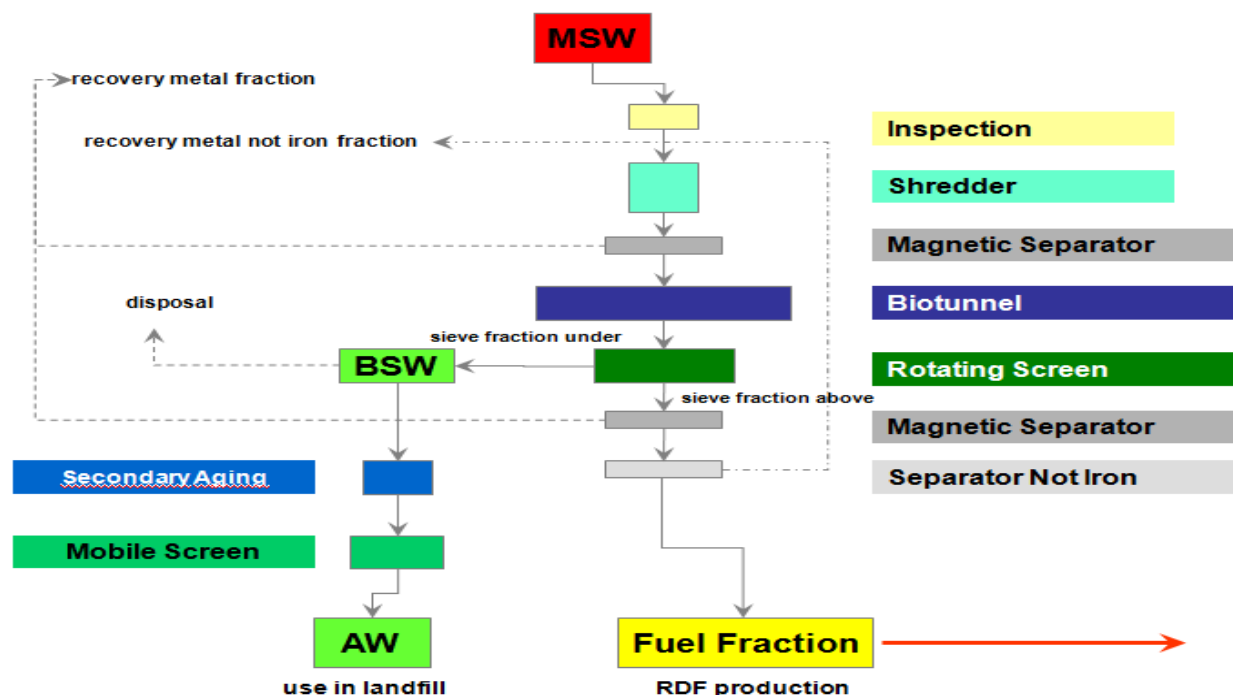 MSW
recovery metal fraction
recovery metal not iron fraction
Inspection
Shredder
Magnetic Separator
disposal
Biotunnel
sieve fraction under
BSW
Rotating Screen
sieve fraction above
Magnetic Separator
Secondary Aging
Separator Not Iron
Mobile Screen
AW
Fuel Fraction
use in landfill
RDF production